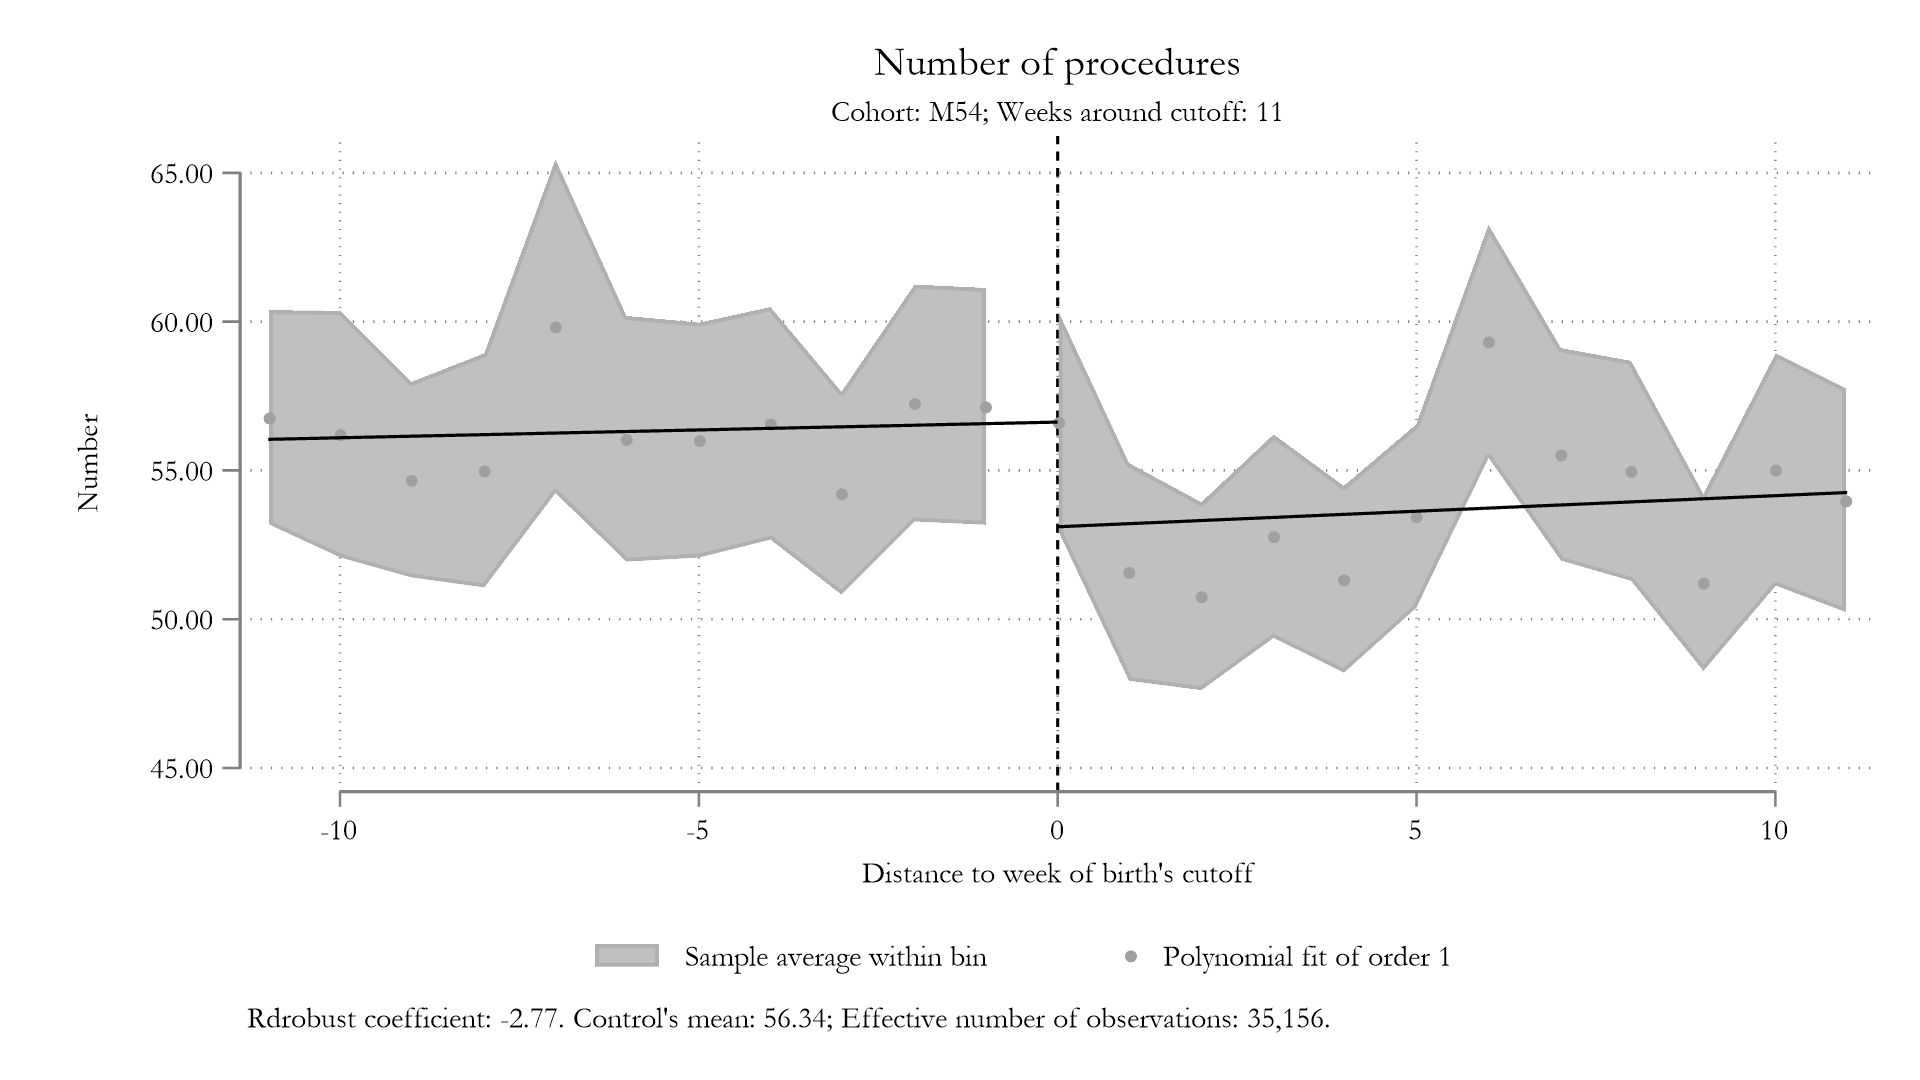 Number of procedures
Cohort: M54; Weeks around cutoff: 11
65.00
60.00
55.00
50.00
45.00
Number
-10 -5 0 5 10
Distance to week of birth's cutoff
Sample average within bin Polynomial fit of order 1
Rdrobust coefficient: -2.77. Control's mean: 56.34; Effective number of observations: 35,156.